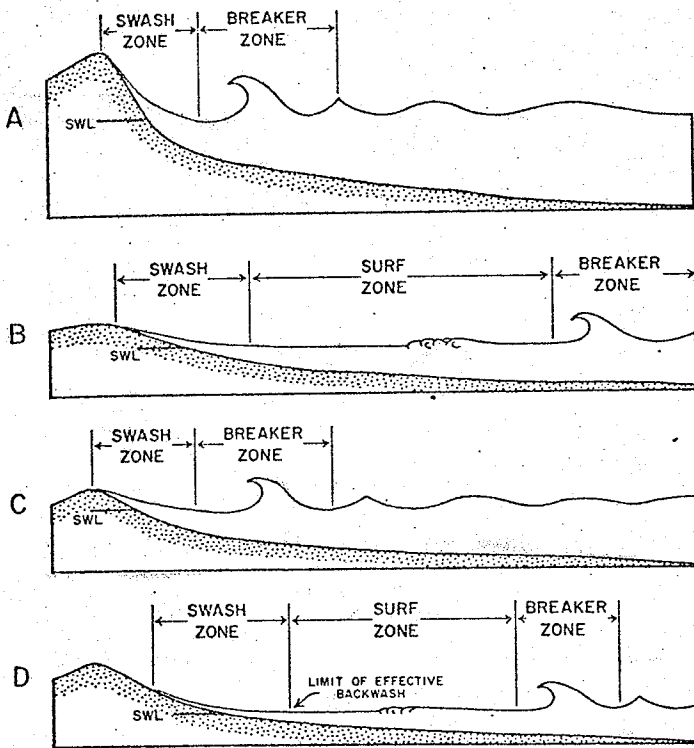 SWASH ZONE
BREAKER ZONE
A
SWL
SWASH ZONE
SURF ZONE
BREAKER ZONE
B
SWL
SWASH ZONE
BREAKER ZONE
C
SWL
SWASH ZONE
SURF ZONE
BREAKER ZONE
D
LIMIT OF EFFECTIVE
BACKWASH
SWL